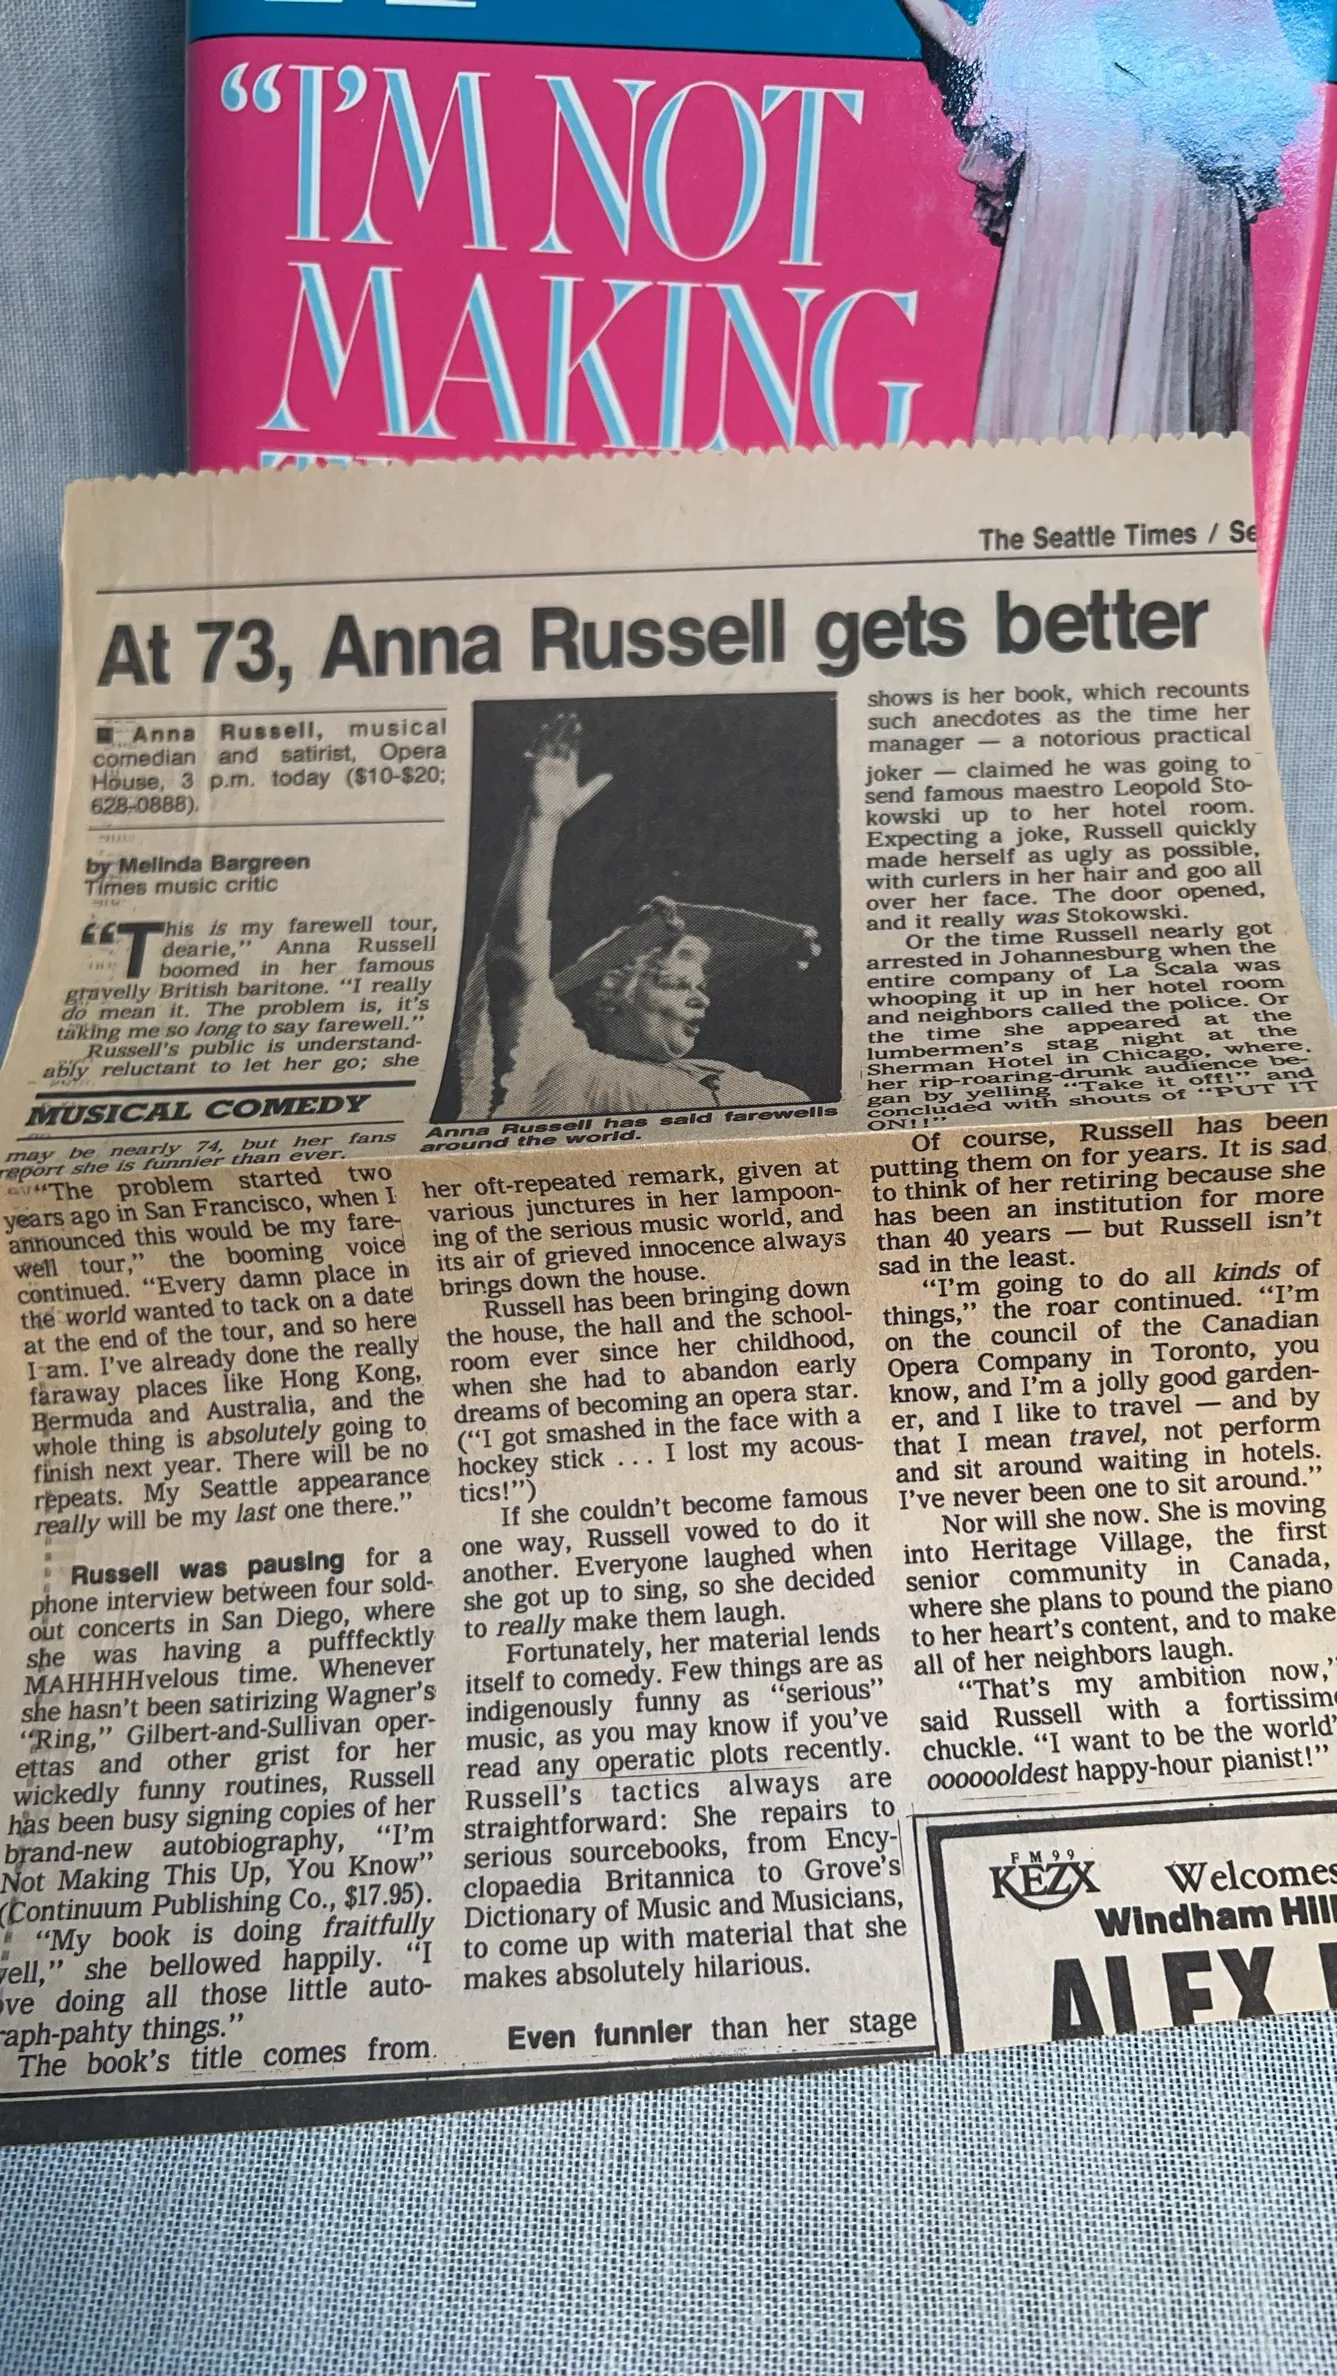 “I’M NOT
MAKING
The Seattle Times / Se
At 73, Anna Russell gets better
■ Anna Russell, musical
comedian and satirist, Opera
House, 3 p.m. today ($10-$20;
628-0888).
by Melinda Bargreen
Times music critic
“This is my farewell tour,
dearie,” Anna Russell
boomed in her famous
gravelly British baritone. “I really
do mean it. The problem is, it’s
taking me so long to say farewell.”
Russell’s public is understand-
ably reluctant to let her go; she
MUSICAL COMEDY
may be nearly 74, but her fans
report she is funnier than ever.
“The problem started two
years ago in San Francisco, when I
announced this would be my fare-
well tour,” the booming voice
continued. “Every damn place in
the world wanted to tack on a date
at the end of the tour, and so here
I am. I’ve already done the really
faraway places like Hong Kong,
Bermuda and Australia, and the
whole thing is absolutely going to
finish next year. There will be no
repeats. My Seattle appearance
really will be my last one there.”
Russell was pausing for a
phone interview between four sold-
out concerts in San Diego, where
she was having a pufffecktly
MAHHHHvelous time. Whenever
she hasn’t been satirizing Wagner’s
“Ring,” Gilbert-and-Sullivan oper-
ettas and other grist for her
wickedly funny routines, Russell
has been busy signing copies of her
brand-new autobiography, “I’m
Not Making This Up, You Know”
(Continuum Publishing Co., $17.95).
“My book is doing fraitfully
well,” she bellowed happily. “I
ove doing all those little auto-
raph-pahty things.”
The book’s title comes from
Anna Russell has said farewells
around the world.
her oft-repeated remark, given at
various junctures in her lampoon-
ing of the serious music world, and
its air of grieved innocence always
brings down the house.
Russell has been bringing down
the house, the hall and the school-
room ever since her childhood,
when she had to abandon early
dreams of becoming an opera star.
(“I got smashed in the face with a
hockey stick . . . I lost my acous-
tics!”)
If she couldn’t become famous
one way, Russell vowed to do it
another. Everyone laughed when
she got up to sing, so she decided
to really make them laugh.
Fortunately, her material lends
itself to comedy. Few things are as
indigenously funny as “serious”
music, as you may know if you’ve
read any operatic plots recently.
Russell’s tactics always are
straightforward: She repairs to
serious sourcebooks, from Ency-
clopaedia Britannica to Grove’s
Dictionary of Music and Musicians,
to come up with material that she
makes absolutely hilarious.
Even funnier than her stage
shows is her book, which recounts
such anecdotes as the time her
manager — a notorious practical
joker — claimed he was going to
send famous maestro Leopold Sto-
kowski up to her hotel room.
Expecting a joke, Russell quickly
made herself as ugly as possible,
with curlers in her hair and goo all
over her face. The door opened,
and it really was Stokowski.
Or the time Russell nearly got
arrested in Johannesburg when the
entire company of La Scala was
whooping it up in her hotel room
and neighbors called the police. Or
the time she appeared at the
lumbermen’s stag night at the
Sherman Hotel in Chicago, where
her rip-roaring-drunk audience be-
gan by yelling “Take it off!” and
concluded with shouts of “PUT IT
ON!!”
Of course, Russell has been
putting them on for years. It is sad
to think of her retiring because she
has been an institution for more
than 40 years — but Russell isn’t
sad in the least.
“I’m going to do all kinds of
things,” the roar continued. “I’m
on the council of the Canadian
Opera Company in Toronto, you
know, and I’m a jolly good garden-
er, and I like to travel — and by
that I mean travel, not perform
and sit around waiting in hotels.
I’ve never been one to sit around.”
Nor will she now. She is moving
into Heritage Village, the first
senior community in Canada,
where she plans to pound the piano
to her heart’s content, and to make
all of her neighbors laugh.
“That’s my ambition now,”
said Russell with a fortissimo
chuckle. “I want to be the world’
ooooooldest happy-hour pianist!”
FM99
KEZX Welcomes
Windham Hill
ALEX